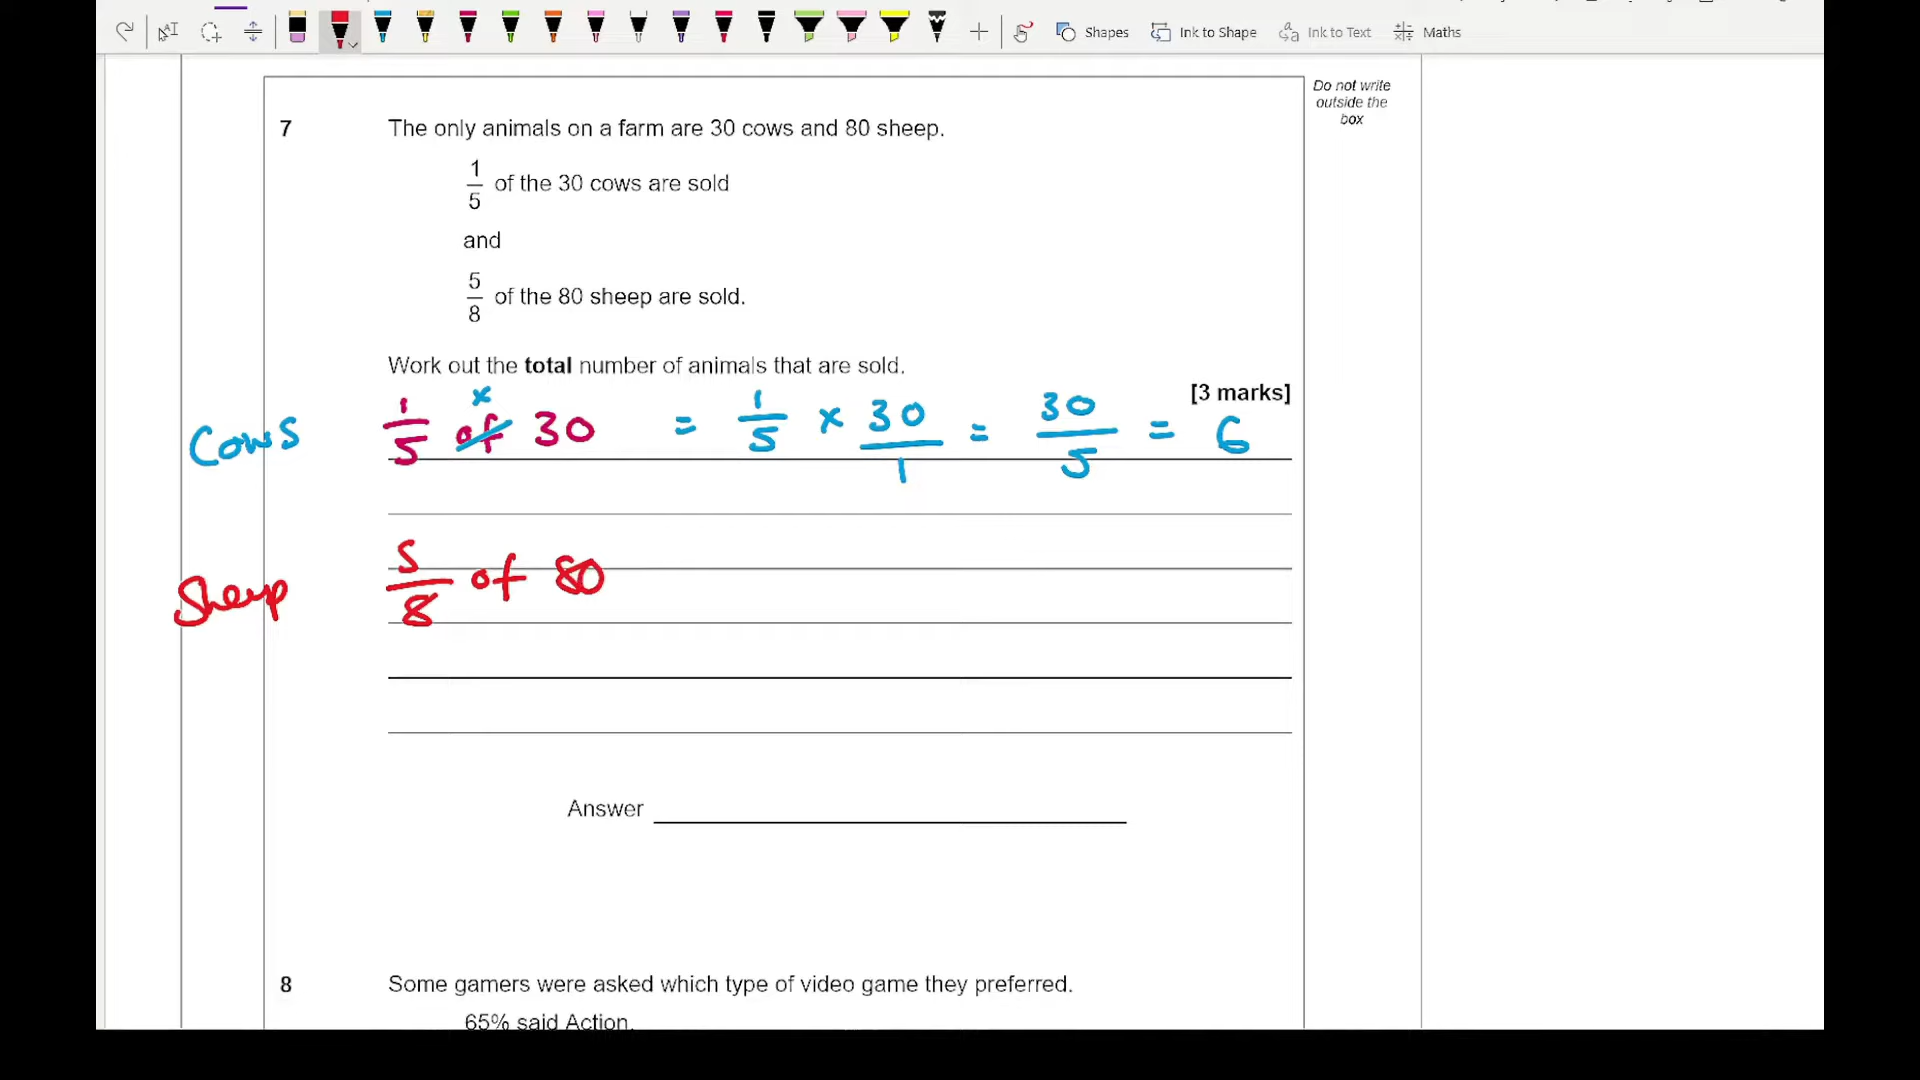 Shapes Ink to Shape Ink to Text Maths
Do not write
outside the
box
7 The only animals on a farm are 30 cows and 80 sheep.
1/5 of the 30 cows are sold
and
5/8 of the 80 sheep are sold.
Work out the total number of animals that are sold.
[3 marks]
Cows 1/5 of x 30 = 1/5 x 30/1 = 30/5 = 6
Sheep 5/8 of 80
Answer
8 Some gamers were asked which type of video game they preferred.
65% said Action.